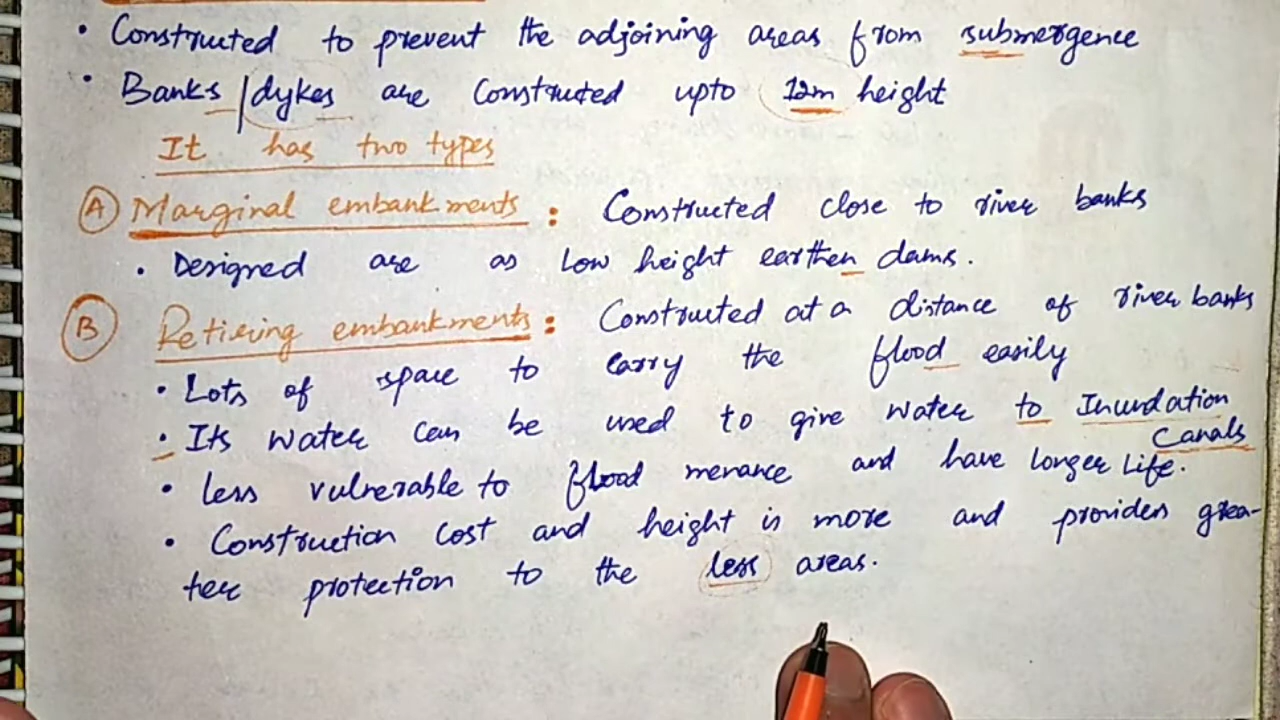 • Constructed to prevent the adjoining areas from submergence
• Banks/dykes are constructed upto 12m height
It has two types
(A) Marginal embankments : Constructed close to river banks
• Designed are as low height earthen dams.
(B) Retiring embankments : Constructed at a distance of river banks
• Lots of space to carry the flood easily
• Its water can be used to give water to Inundation
Canals
• less vulnerable to flood menance and have longer life.
• Construction cost and height is more and provides grea-
ter protection to the less areas.